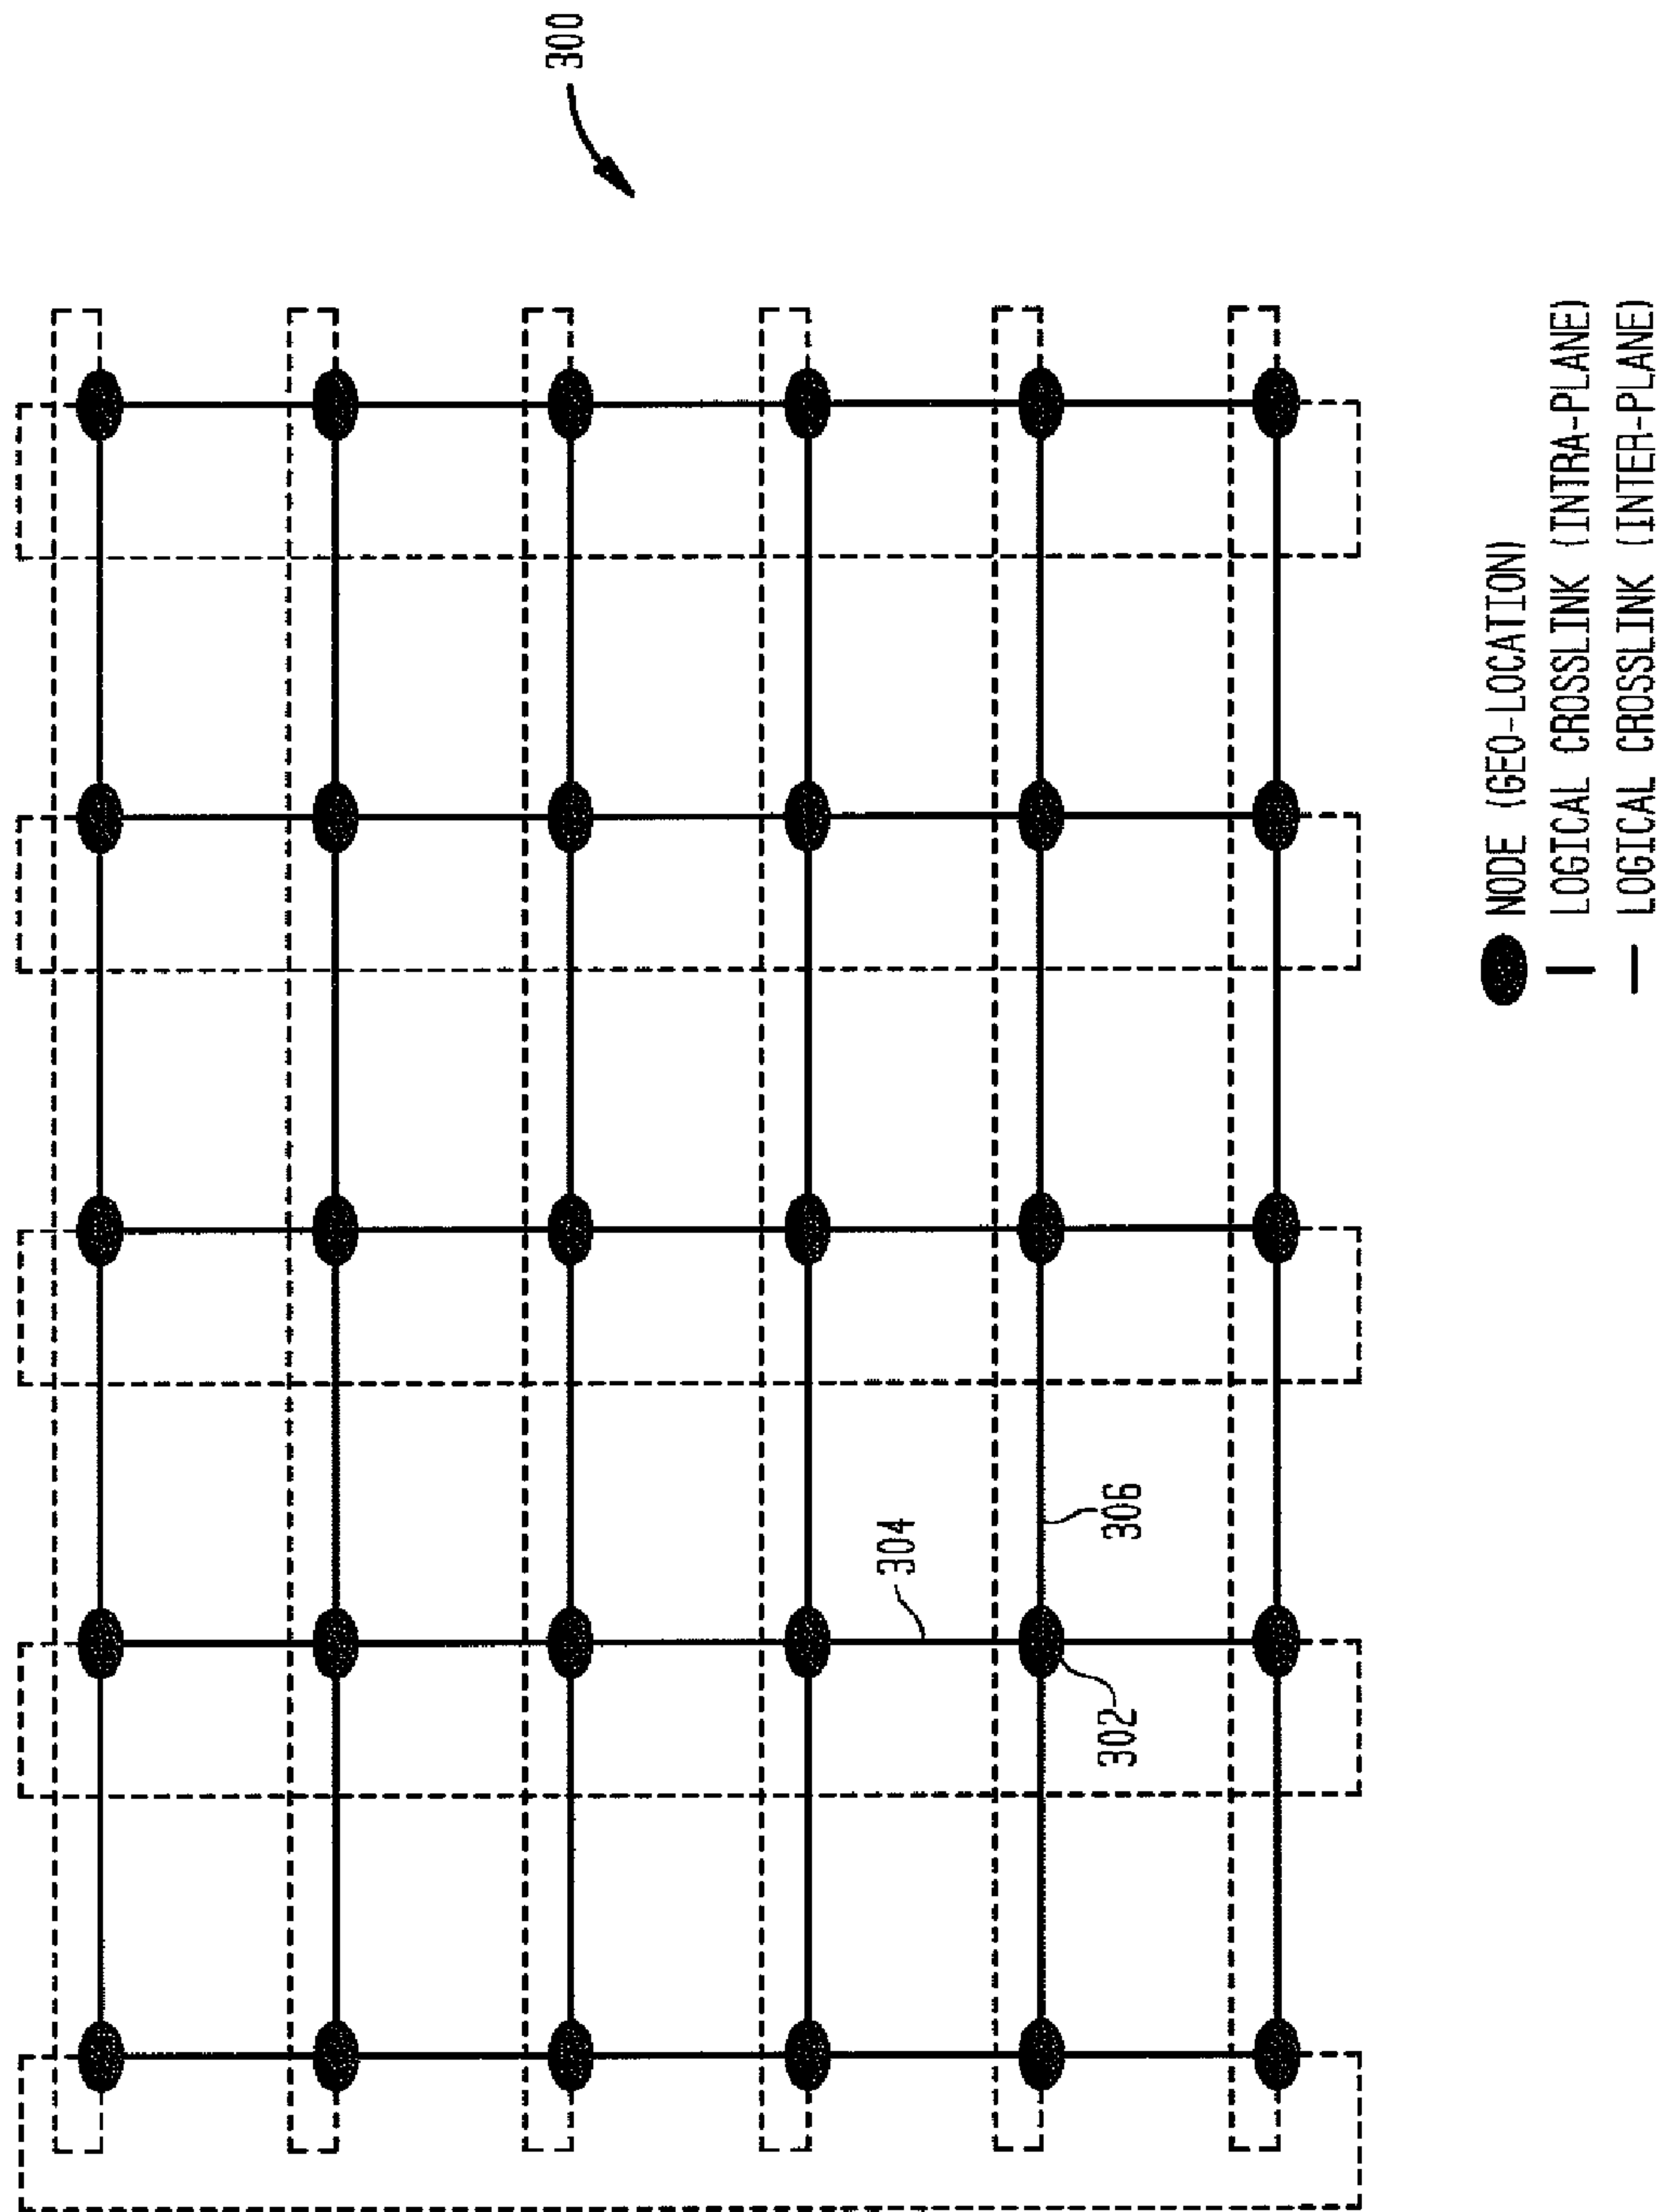 300
304
306
302
NODE (GEO-LOCATION)
LOGICAL CROSSLINK (INTRA-PLANE)
LOGICAL CROSSLINK (INTER-PLANE)